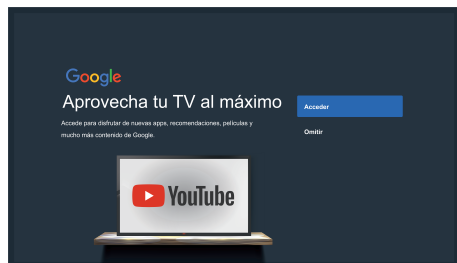 Google
Aprovecha tu TV al máximo
Accede para disfrutar de nuevas apps, recomendaciones, películas y
mucho más contenido de Google.
Acceder
Omitir
YouTube